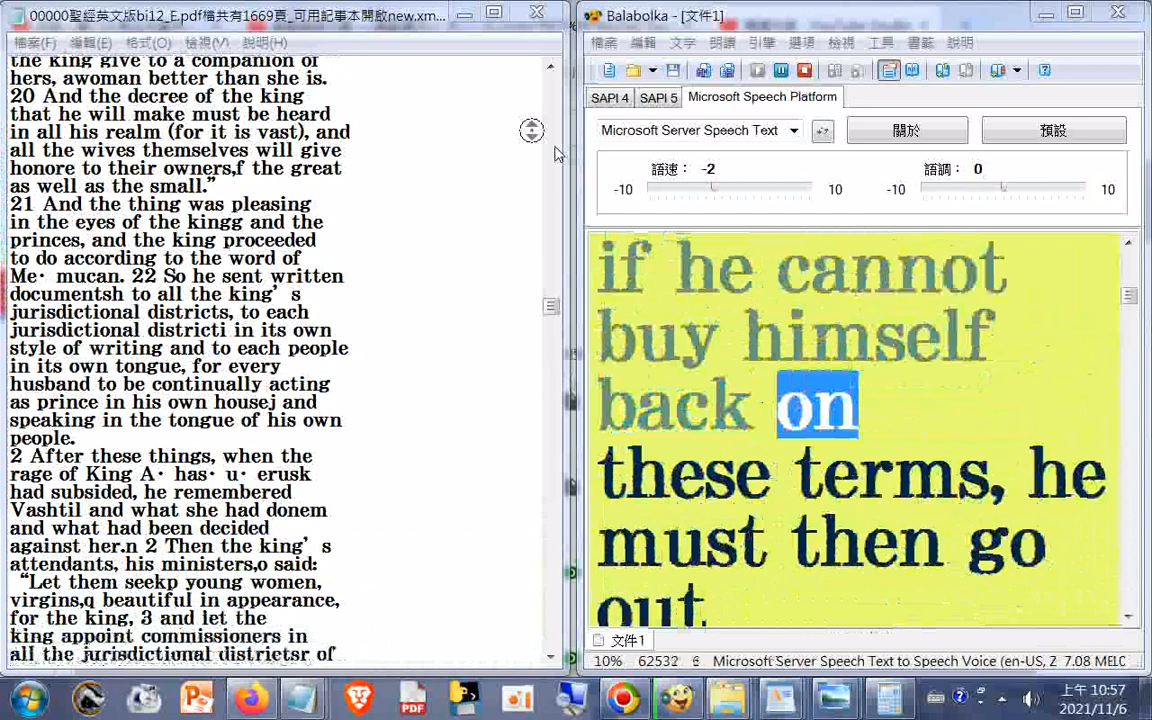 00000聖經英文版bi12_E.pdf檔共有1669頁_可用記事本開啟new.xm...
檔案(F) 編輯(E) 格式(O) 檢視(V) 說明(H)
the king give to a companion of
hers, awoman better than she is.
20 And the decree of the king
that he will make must be heard
in all his realm (for it is vast), and
all the wives themselves will give
honore to their owners,f the great
as well as the small.”
21 And the thing was pleasing
in the eyes of the kingg and the
princes, and the king proceeded
to do according to the word of
Me· mucan. 22 So he sent written
documentsh to all the king’s
jurisdictional districts, to each
jurisdictional districti in its own
style of writing and to each people
in its own tongue, for every
husband to be continually acting
as prince in his own housej and
speaking in the tongue of his own
people.
2 After these things, when the
rage of King A· has· u· erusk
had subsided, he remembered
Vashtil and what she had donem
and what had been decided
against her.n 2 Then the king’s
attendants, his ministers,o said:
“Let them seekp young women,
virgins,q beautiful in appearance,
for the king, 3 and let the
king appoint commissioners in
all the jurisdictional districtsr of
Balabolka - [文件1]
檔案 編輯 文字 朗讀 引擎 選項 檢視 工具 書籤 說明
SAPI 4 SAPI 5 Microsoft Speech Platform
Microsoft Server Speech Text 關於 預設
語速: -2 語調: 0
-10 10 -10 10
if he cannot
buy himself
back on
these terms, he
must then go
out.
文件1
10% 62532 Microsoft Server Speech Text to Speech Voice (en-US, Z 7.08 MELO
上午 10:57
2021/11/6